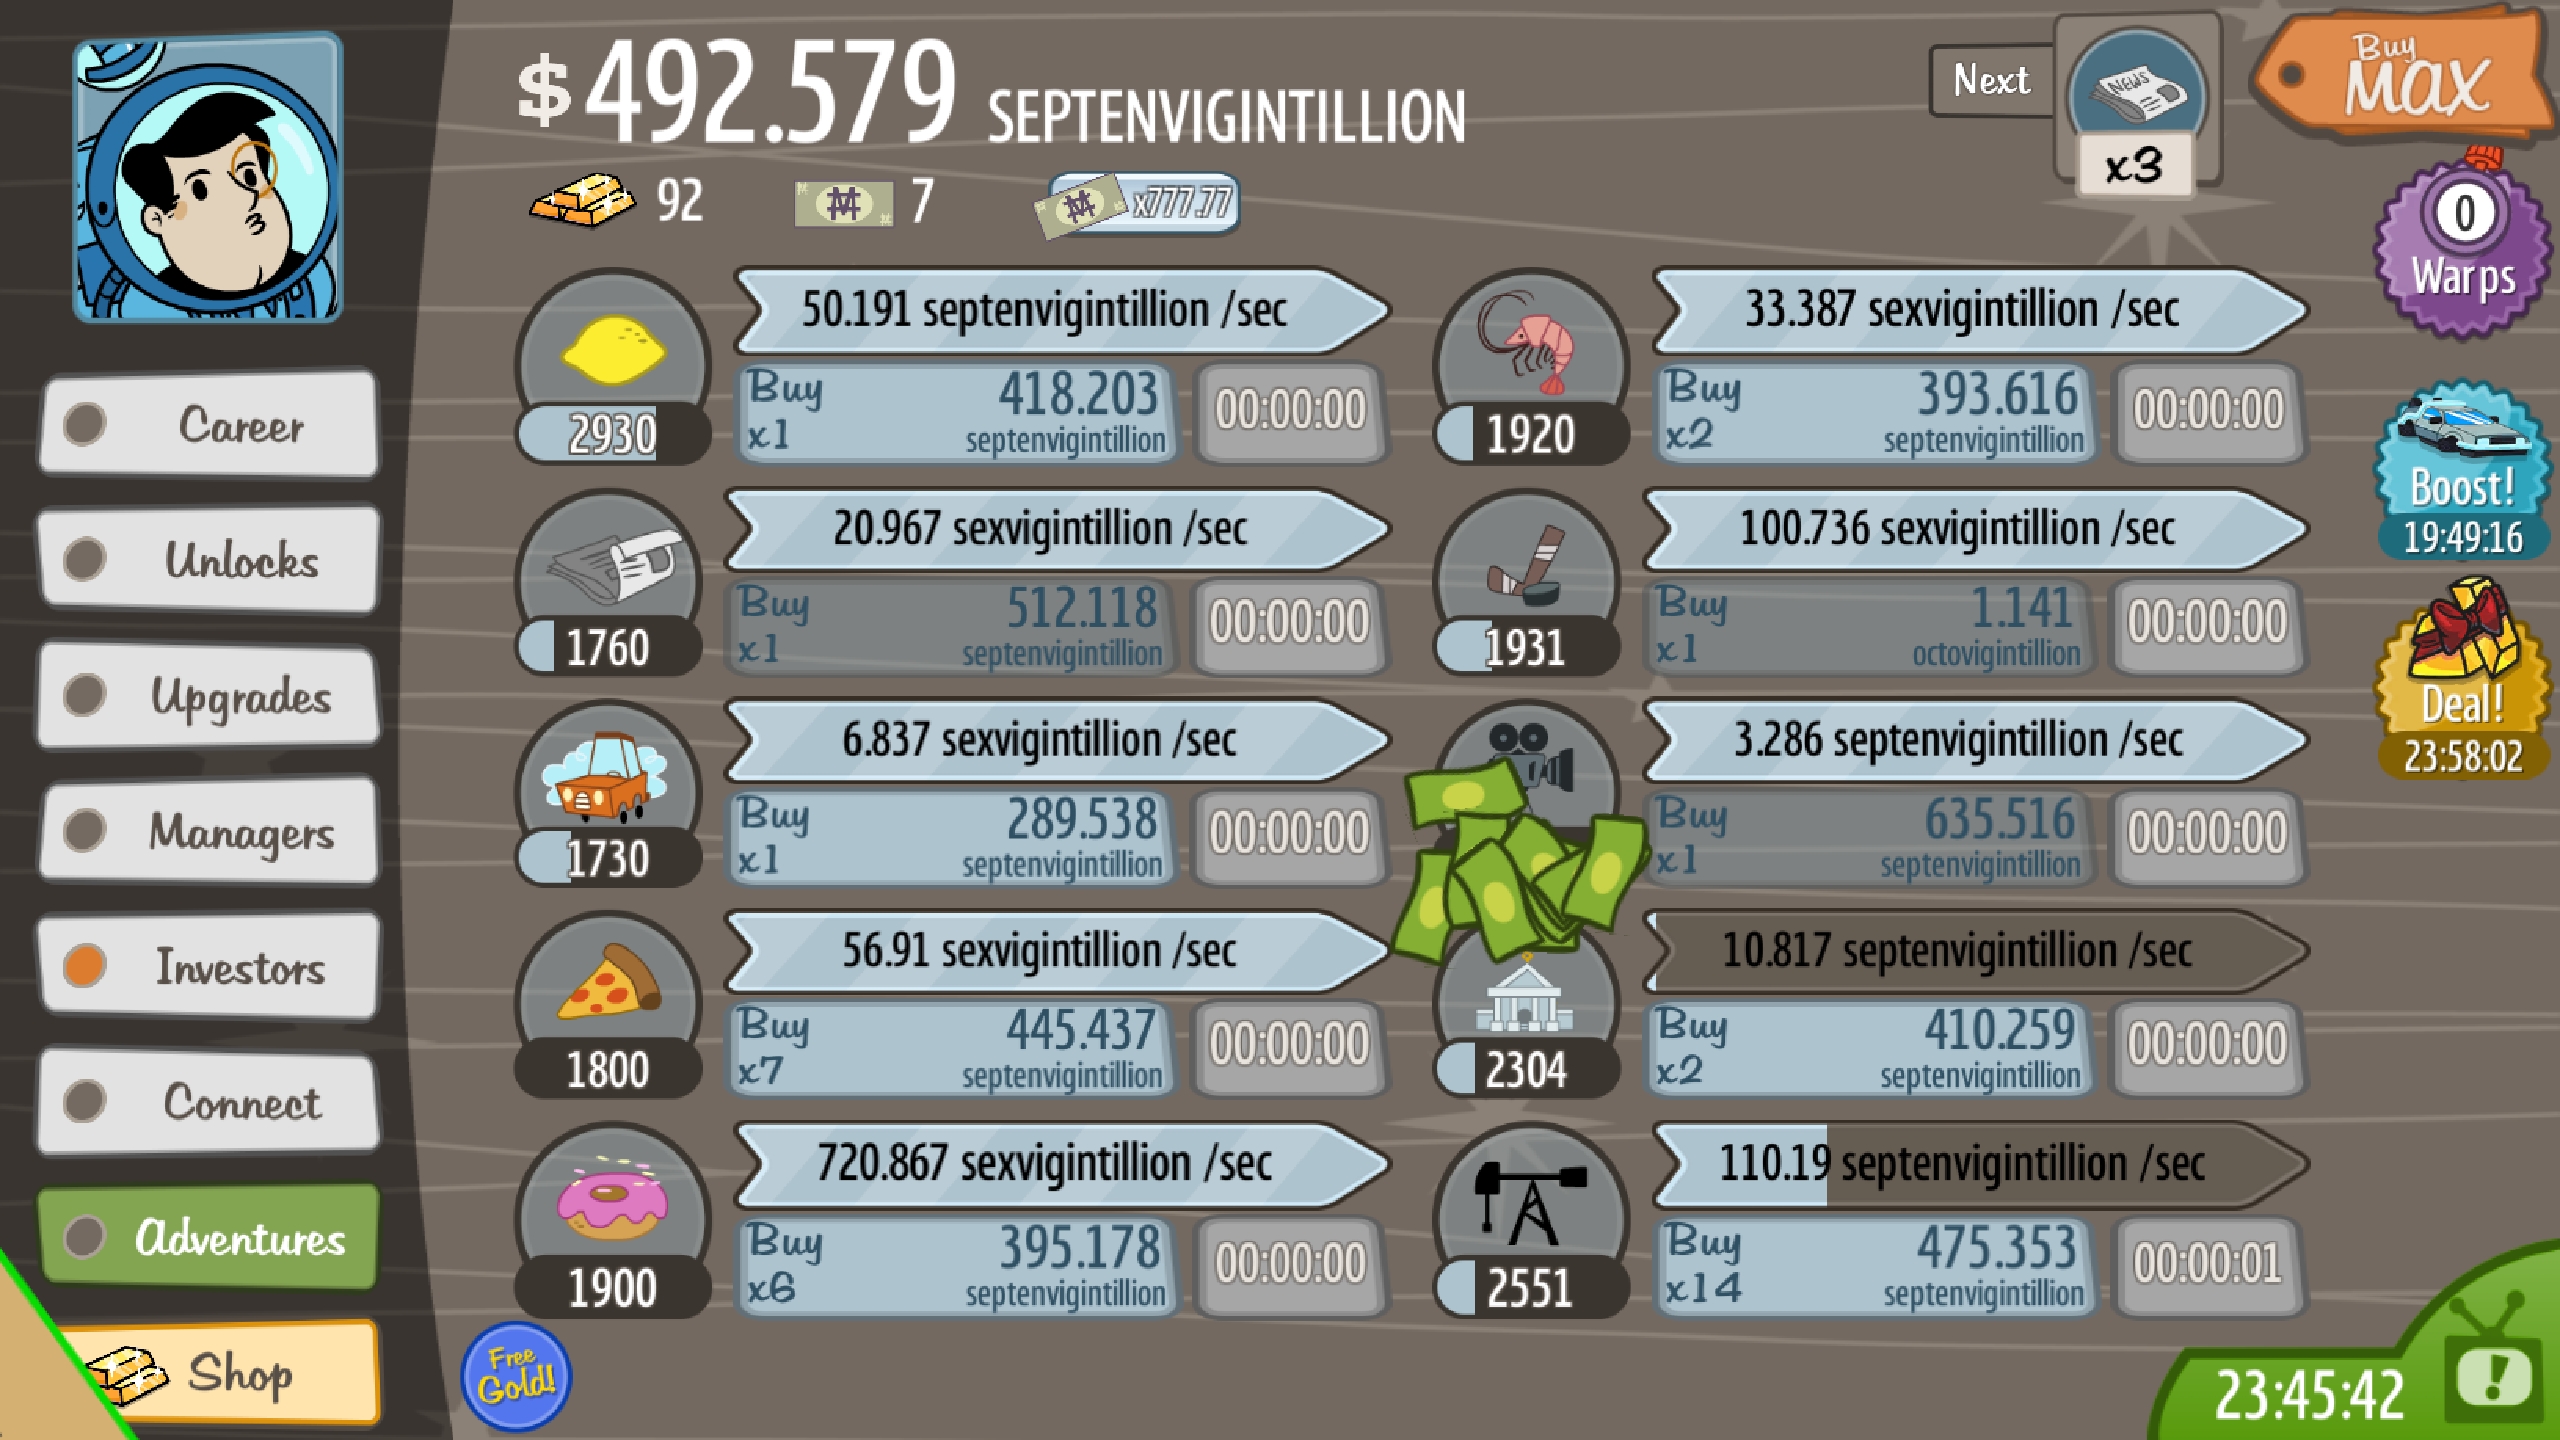 $492.579 SEPTENVIGINTILLION
92 7 x777.77
Next
NEWS
x3
Buy
MAX
0
Warps
Boost!
19:49:16
Deal!
23:58:02
Career
Unlocks
Upgrades
Managers
Investors
Connect
Adventures
Shop
50.191 septenvigintillion /sec
2930
Buy
x1
418.203
septenvigintillion
00:00:00
20.967 sexvigintillion /sec
1760
Buy
x1
512.118
septenvigintillion
00:00:00
6.837 sexvigintillion /sec
1730
Buy
x1
289.538
septenvigintillion
00:00:00
56.91 sexvigintillion /sec
1800
Buy
x7
445.437
septenvigintillion
00:00:00
720.867 sexvigintillion /sec
1900
Buy
x6
395.178
septenvigintillion
00:00:00
33.387 sexvigintillion /sec
1920
Buy
x2
393.616
septenvigintillion
00:00:00
100.736 sexvigintillion /sec
1931
Buy
x1
1.141
octovigintillion
00:00:00
3.286 septenvigintillion /sec
Buy
x1
635.516
septenvigintillion
00:00:00
10.817 septenvigintillion /sec
2304
Buy
x2
410.259
septenvigintillion
00:00:00
110.19 septenvigintillion /sec
2551
Buy
x14
475.353
septenvigintillion
00:00:01
Free
Gold!
23:45:42
!